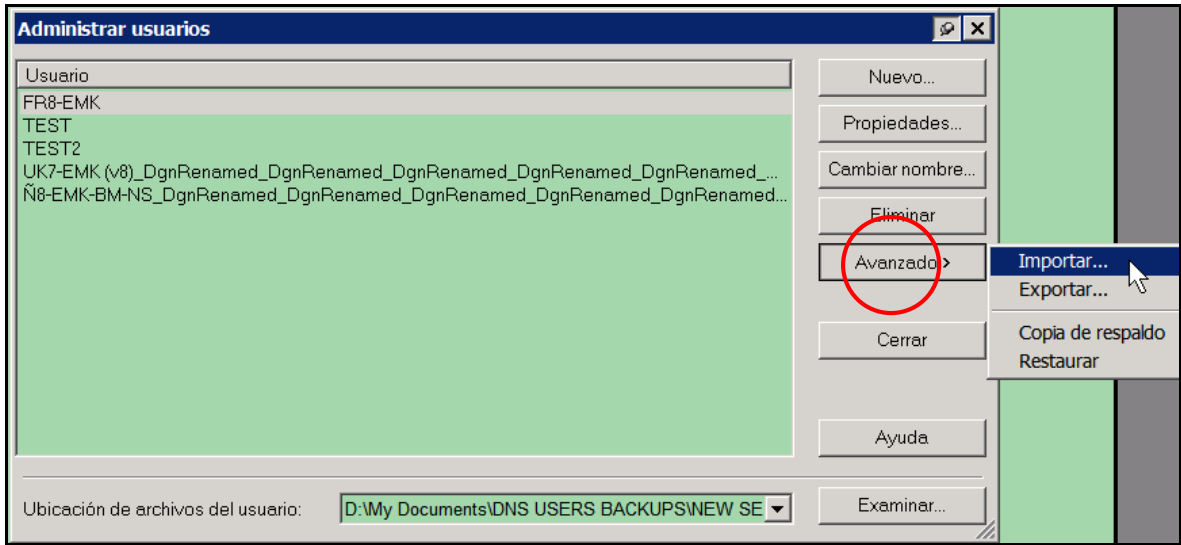 Administrar usuarios
Usuario
FR8-EMK
TEST
TEST2
UK7-EMK (v8)_DgnRenamed_DgnRenamed_DgnRenamed_DgnRenamed_...
Ñ8-EMK-BM-NS_DgnRenamed_DgnRenamed_DgnRenamed_DgnRenamed_DgnRenamed...
Nuevo...
Propiedades...
Cambiar nombre...
Eliminar
Avanzado >
Importar...
Exportar...
Copia de respaldo
Restaurar
Cerrar
Ayuda
Ubicación de archivos del usuario:
D:\My Documents\DNS USERS BACKUPS\NEW SE
Examinar...